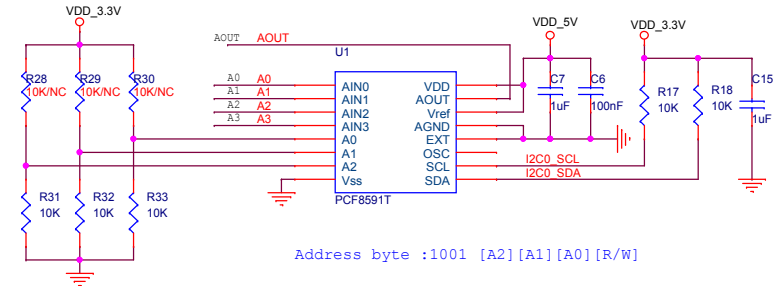 VDD_3.3V
R28
10K/NC
R29
10K/NC
R30
10K/NC
R31
10K
R32
10K
R33
10K
AOUT AOUT
A0 A0
A1 A1
A2 A2
A3 A3
U1
AIN0
AIN1
AIN2
AIN3
A0
A1
A2
Vss
VDD
AOUT
Vref
AGND
EXT
OSC
SCL
SDA
PCF8591T
VDD_5V
C7
1uF
C6
100nF
VDD_3.3V
R17
10K
R18
10K
C15
1uF
I2C0_SCL
I2C0_SDA
Address byte :1001 [A2][A1][A0][R/W]